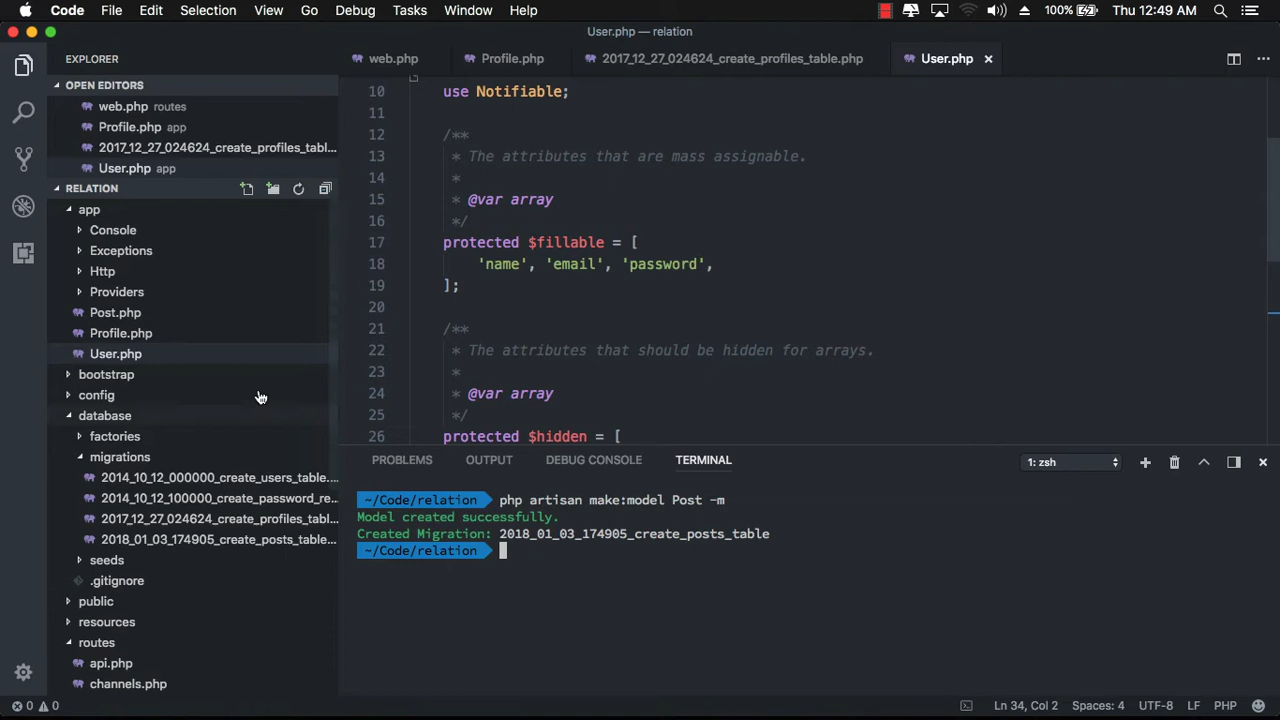 Code File Edit Selection View Go Debug Tasks Window Help 100% Thu 12:49 AM
User.php — relation
EXPLORER
OPEN EDITORS
web.php routes
Profile.php app
2017_12_27_024624_create_profiles_tabl...
User.php app
RELATION
app
Console
Exceptions
Http
Providers
Post.php
Profile.php
User.php
bootstrap
config
database
factories
migrations
2014_10_12_000000_create_users_table....
2014_10_12_100000_create_password_re...
2017_12_27_024624_create_profiles_tabl...
2018_01_03_174905_create_posts_table...
seeds
.gitignore
public
resources
routes
api.php
channels.php
web.php Profile.php 2017_12_27_024624_create_profiles_table.php User.php
10 use Notifiable;
11
12 /**
13 * The attributes that are mass assignable.
14 *
15 * @var array
16 */
17 protected $fillable = [
18 'name', 'email', 'password',
19 ];
20
21 /**
22 * The attributes that should be hidden for arrays.
23 *
24 * @var array
25 */
26 protected $hidden = [
PROBLEMS OUTPUT DEBUG CONSOLE TERMINAL 1: zsh
~/Code/relation php artisan make:model Post -m
Model created successfully.
Created Migration: 2018_01_03_174905_create_posts_table
~/Code/relation
0 0 Ln 34, Col 2 Spaces: 4 UTF-8 LF PHP